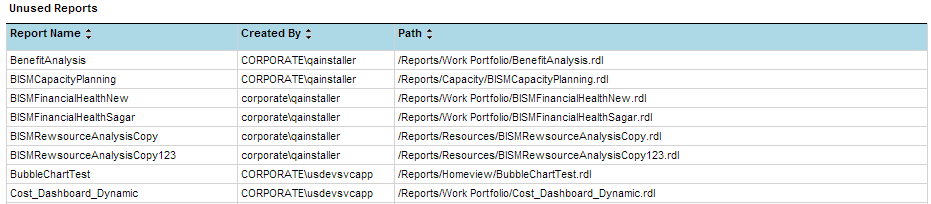 Unused Reports
Report Name Created By Path
BenefitAnalysis CORPORATE\qainstaller /Reports/Work Portfolio/BenefitAnalysis.rdl
BISMCapacityPlanning CORPORATE\qainstaller /Reports/Capacity/BISMCapacityPlanning.rdl
BISMFinancialHealthNew corporate\qainstaller /Reports/Work Portfolio/BISMFinancialHealthNew.rdl
BISMFinancialHealthSagar corporate\qainstaller /Reports/Work Portfolio/BISMFinancialHealthSagar.rdl
BISMRewsourceAnalysisCopy corporate\qainstaller /Reports/Resources/BISMRewsourceAnalysisCopy.rdl
BISMRewsourceAnalysisCopy123 corporate\qainstaller /Reports/Resources/BISMRewsourceAnalysisCopy123.rdl
BubbleChartTest CORPORATE\usdevsvcapp /Reports/Homeview/BubbleChartTest.rdl
Cost_Dashboard_Dynamic CORPORATE\usdevsvcapp /Reports/Work Portfolio/Cost_Dashboard_Dynamic.rdl